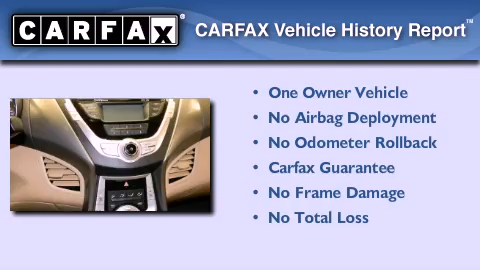 CARFAX® CARFAX Vehicle History Report™
• One Owner Vehicle
• No Airbag Deployment
• No Odometer Rollback
• Carfax Guarantee
• No Frame Damage
• No Total Loss